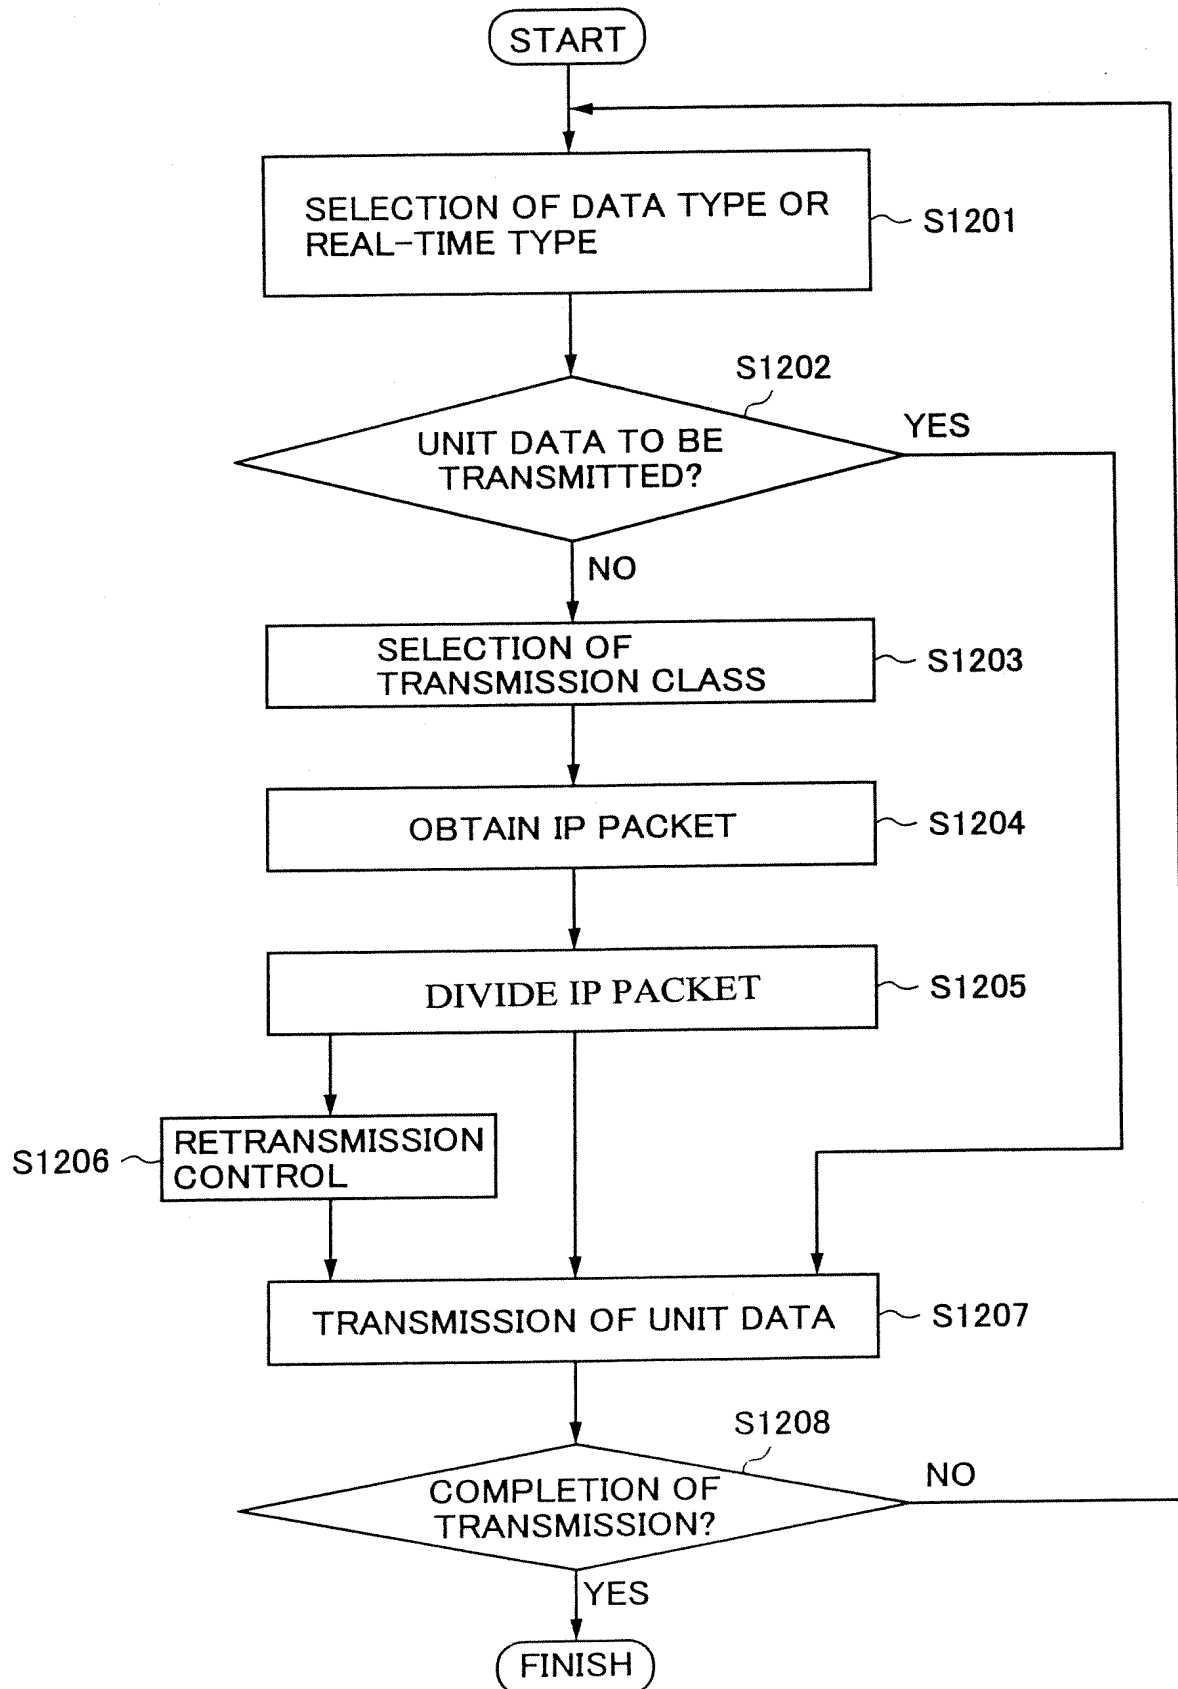 START
SELECTION OF DATA TYPE OR
REAL-TIME TYPE
S1201
S1202
UNIT DATA TO BE
TRANSMITTED?
YES
NO
SELECTION OF
TRANSMISSION CLASS
S1203
OBTAIN IP PACKET
S1204
DIVIDE IP PACKET
S1205
S1206
RETRANSMISSION
CONTROL
TRANSMISSION OF UNIT DATA
S1207
S1208
COMPLETION OF
TRANSMISSION?
NO
YES
FINISH